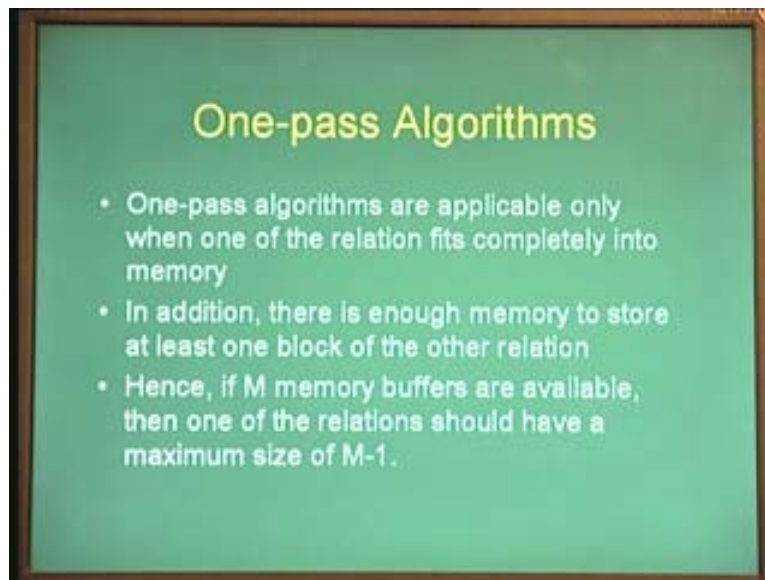 One-pass Algorithms
• One-pass algorithms are applicable only
when one of the relation fits completely into
memory
• In addition, there is enough memory to store
at least one block of the other relation
• Hence, if M memory buffers are available,
then one of the relations should have a
maximum size of M-1.